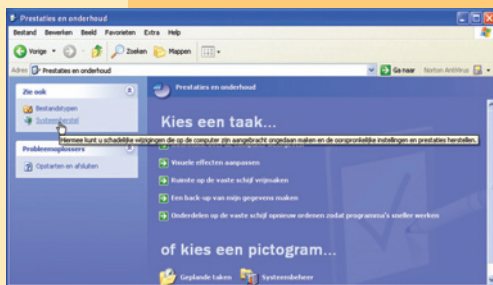 Prestaties en onderhoud
Bestand Bewerken Beeld Favorieten Extra Help
Vorige Zoeken Mappen
Adres Prestaties en onderhoud Ga naar Norton AntiVirus
Zie ook
Bestandstypen
Systeemherstel
Probleemoplossers
Opstarten en afsluiten
Prestaties en onderhoud
Kies een taak...
Hiermee kunt u schadelijke wijzigingen die op de computer zijn aangebracht ongedaan maken en de oorspronkelijke instellingen en prestaties herstellen.
Visuele effecten aanpassen
Ruimte op de vaste schijf vrijmaken
Een back-up van mijn gegevens maken
Onderdelen op de vaste schijf opnieuw ordenen zodat programma's sneller werken
of kies een pictogram...
Geplande taken Systeembeheer